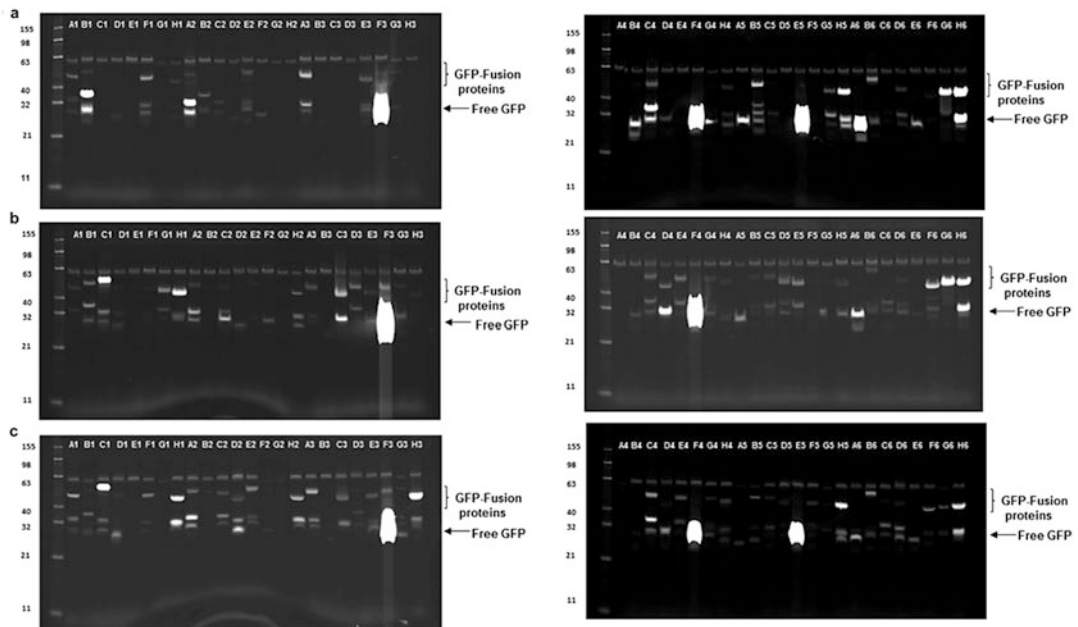 a
A1 B1 C1 D1 E1 F1 G1 H1 A2 B2 C2 D2 E2 F2 G2 H2 A3 B3 C3 D3 E3 F3 G3 H3
155
98
63
40
32
21
11
GFP-Fusion
proteins
Free GFP
A4 B4 C4 D4 E4 F4 G4 H4 A5 B5 C5 D5 E5 F5 G5 H5 A6 B6 C6 D6 E6 F6 G6 H6
155
98
63
40
32
21
11
GFP-Fusion
proteins
Free GFP
b
A1 B1 C1 D1 E1 F1 G1 H1 A2 B2 C2 D2 E2 F2 G2 H2 A3 B3 C3 D3 E3 F3 G3 H3
155
98
63
40
32
21
11
GFP-Fusion
proteins
Free GFP
A4 B4 C4 D4 E4 F4 G4 H4 A5 B5 C5 D5 E5 F5 G5 H5 A6 B6 C6 D6 E6 F6 G6 H6
155
98
63
40
32
21
11
GFP-Fusion
proteins
Free GFP
c
A1 B1 C1 D1 E1 F1 G1 H1 A2 B2 C2 D2 E2 F2 G2 H2 A3 B3 C3 D3 E3 F3 G3 H3
155
98
63
40
32
21
11
GFP-Fusion
proteins
Free GFP
A4 B4 C4 D4 E4 F4 G4 H4 A5 B5 C5 D5 E5 F5 H5 A6 B6 C6 D6 E6 F6 G6 H6
155
98
63
40
32
21
11
GFP-Fusion
proteins
Free GFP